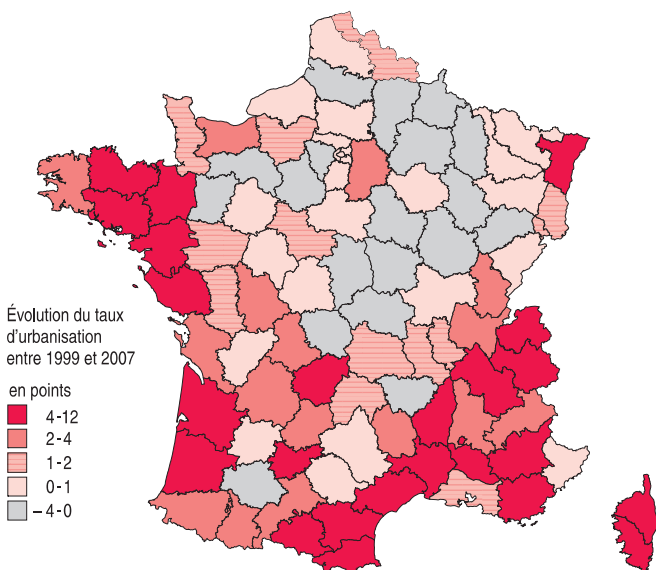 Évolution du taux
d'urbanisation
entre 1999 et 2007
en points
4-12
2-4
1-2
0-1
– 4-0